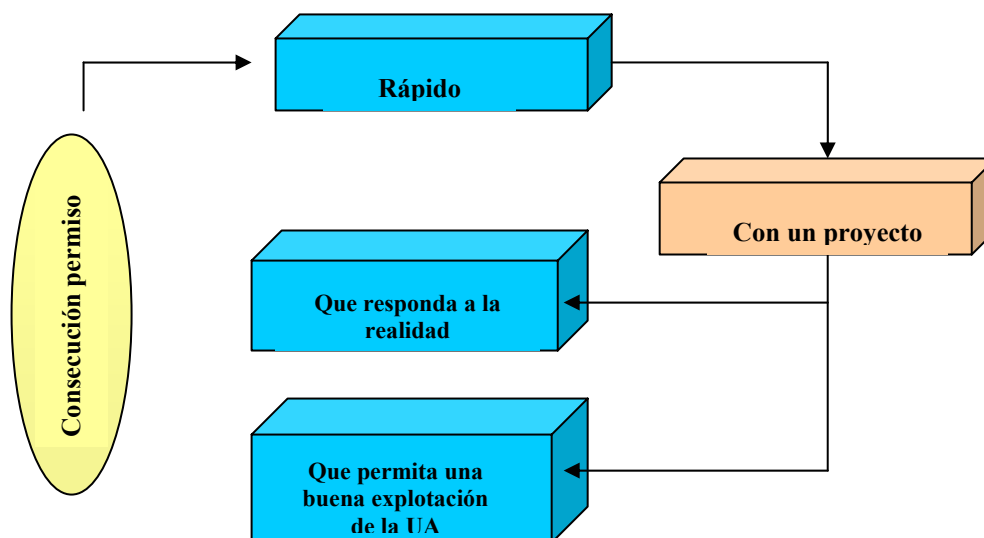 Consecución permiso
Rápido
Con un proyecto
Que responda a la
realidad
Que permita una
buena explotación
de la UA